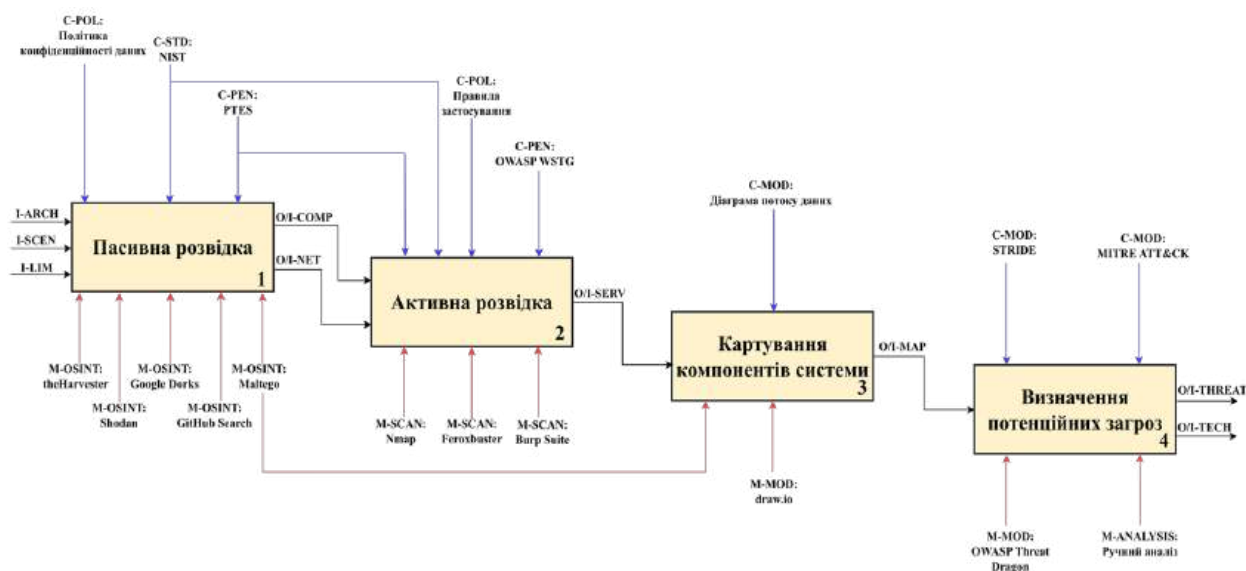 C-POL:
Політика
конфіденційності даних
C-STD:
NIST
C-PEN:
PTES
C-POL:
Правила
застосування
C-PEN:
OWASP WSTG
C-MOD:
Діаграма потоку даних
C-MOD:
STRIDE
C-MOD:
MITRE ATT&CK
I-ARCH
I-SCEN
I-LIM
Пасивна розвідка
1
O/I-COMP
O/I-NET
Активна розвідка
2
O/I-SERV
Картування
компонентів системи
3
O/I-MAP
Визначення
потенційних загроз
4
O/I-THREAT
O/I-TECH
M-OSINT:
theHarvester
M-OSINT:
Shodan
M-OSINT:
Google Dorks
M-OSINT:
GitHub Search
M-OSINT:
Maltego
M-SCAN:
Nmap
M-SCAN:
Feroxbuster
M-SCAN:
Burp Suite
M-MOD:
draw.io
M-MOD:
OWASP Threat
Dragon
M-ANALYSIS:
Ручний аналіз